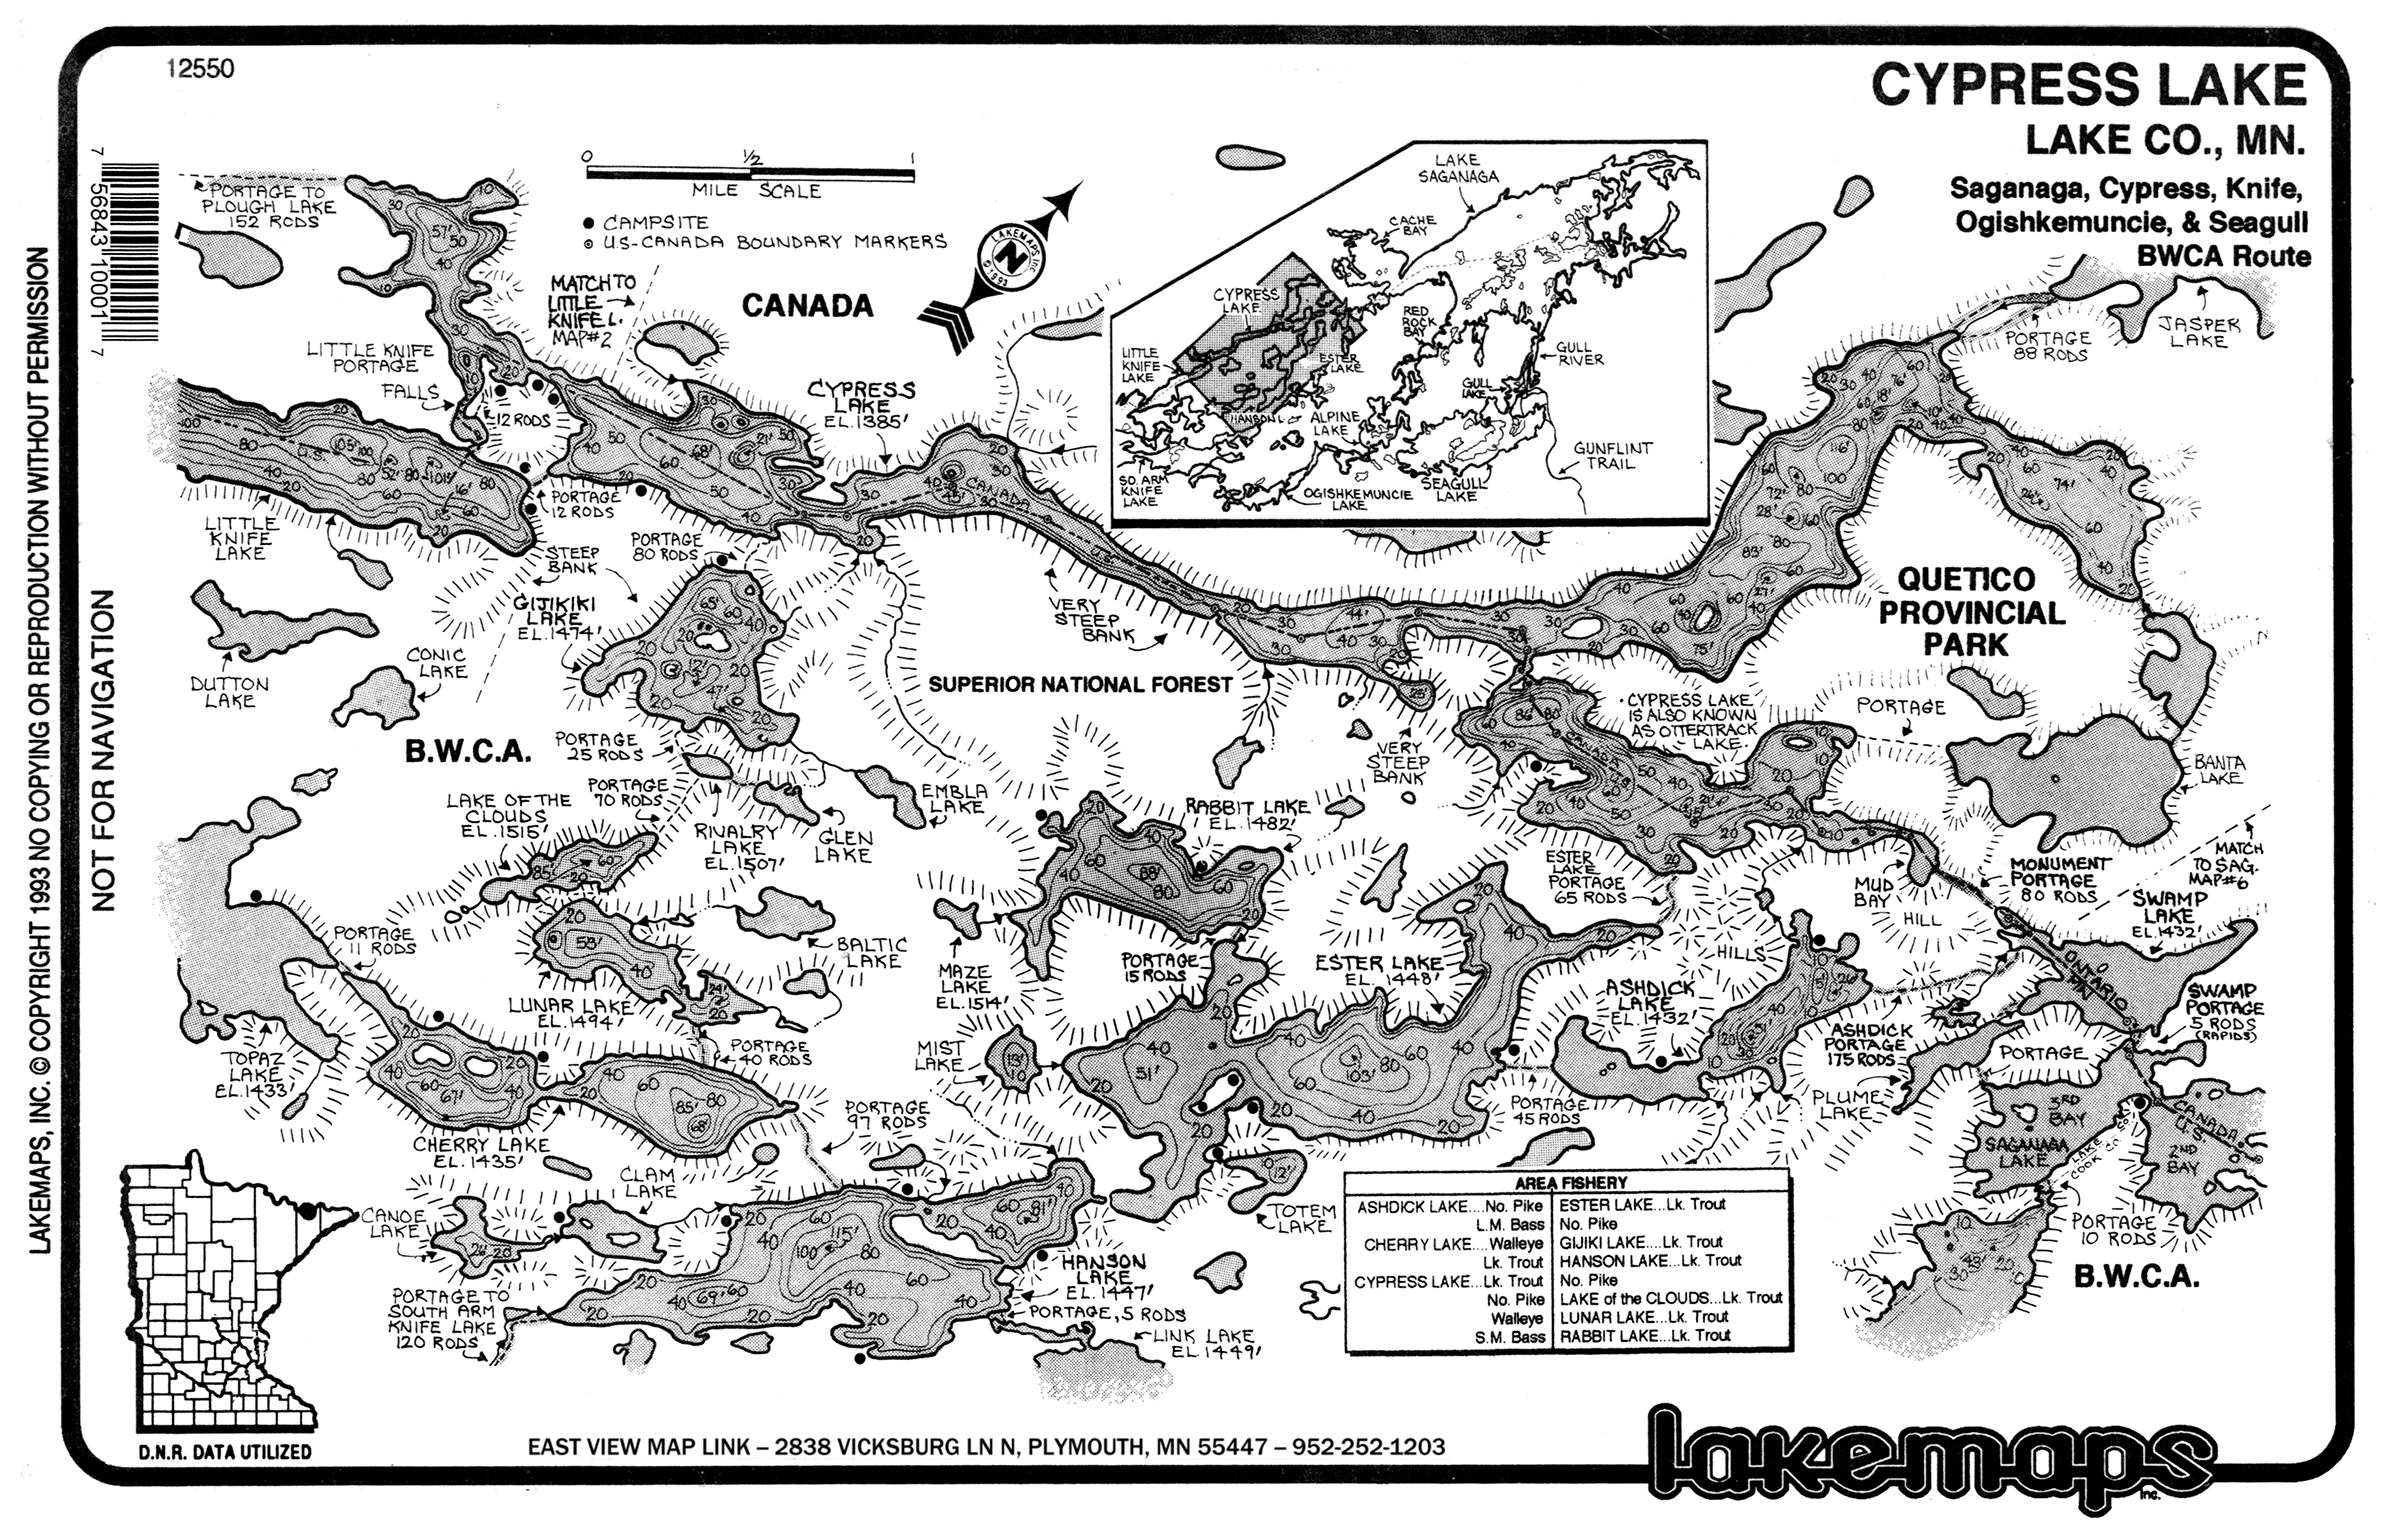 12550
CYPRESS LAKE
LAKE CO., MN.
Saganaga, Cypress, Knife,
Ogishkemuncie, & Seagull
BWCA Route
7 56843 10001 7
LAKEMAPS, INC. © COPYRIGHT 1993 NO COPYING OR REPRODUCTION WITHOUT PERMISSION
NOT FOR NAVIGATION
0 1/2 1
MILE SCALE
● CAMPSITE
U.S-CANADA BOUNDARY MARKERS
LAKEMAPS INC
N
© 1993
PORTAGE TO
PLOUGH LAKE
152 RODS
MATCH TO
LITTLE
KNIFE L.
MAP#2
CANADA
LITTLE KNIFE
PORTAGE
FALLS
12 RODS
CYPRESS
LAKE
EL.1385'
LAKE
SAGANAGA
CACHE
BAY
CYPRESS
LAKE
RED
ROCK
BAY
LITTLE
KNIFE
LAKE
ESTER
LAKE
GULL
RIVER
GULL
LAKE
HANSON L.
ALPINE
LAKE
GUNFLINT
TRAIL
SO. ARM
KNIFE
LAKE
OGISHKEMUNCIE
LAKE
SEAGULL
LAKE
PORTAGE
88 RODS
JASPER
LAKE
LITTLE
KNIFE
LAKE
PORTAGE
12 RODS
PORTAGE
80 RODS
STEEP
BANK
GIJIKIKI
LAKE
EL.1474'
DUTTON
LAKE
CONIC
LAKE
B.W.C.A.
VERY
STEEP
BANK
SUPERIOR NATIONAL FOREST
QUETICO
PROVINCIAL
PARK
CYPRESS LAKE
IS ALSO KNOWN
AS OTTERTRACK
LAKE.
PORTAGE
VERY
STEEP
BANK
BANTA
LAKE
PORTAGE
25 RODS
PORTAGE
70 RODS
LAKE OF THE
CLOUDS
EL.1515'
RIVALRY
LAKE
EL.1507'
GLEN
LAKE
EMBLA
LAKE
RABBIT LAKE
EL.1482'
ESTER
LAKE
PORTAGE
65 RODS
MUD
BAY
HILL
MONUMENT
PORTAGE
80 RODS
MATCH
TO SAG.
MAP#6
SWAMP
LAKE
EL.1432'
PORTAGE
11 RODS
LUNAR LAKE
EL.1494'
BALTIC
LAKE
MAZE
LAKE
EL.1514'
PORTAGE
15 RODS
ESTER LAKE
EL.1448'
HILLS
ASHDICK
LAKE
EL.1432'
ONTARIO
MN
SWAMP
PORTAGE
5 RODS
(RAPIDS)
ASHDICK
PORTAGE
175 RODS
PORTAGE
TOPAZ
LAKE
EL.1433'
PORTAGE
40 RODS
MIST
LAKE
PLUME
LAKE
3RD
BAY
SAGANAGA
LAKE
LAKE CO.
COOK CO.
CANADA
U.S.
2ND
BAY
PORTAGE
45 RODS
PORTAGE
97 RODS
CHERRY LAKE
EL.1435'
CLAM
LAKE
CANOE
LAKE
TOTEM
LAKE
PORTAGE
10 RODS
B.W.C.A.
HANSON
LAKE
EL.1447'
PORTAGE, 5 RODS
LINK LAKE
EL.1449'
PORTAGE TO
SOUTH ARM
KNIFE LAKE
120 RODS
AREA FISHERY
ASHDICK LAKE....No. Pike
L.M. Bass
CHERRY LAKE....Walleye
Lk. Trout
CYPRESS LAKE...Lk. Trout
No. Pike
Walleye
S.M. Bass
ESTER LAKE...Lk. Trout
No. Pike
GIJIKI LAKE....Lk. Trout
HANSON LAKE...Lk. Trout
No. Pike
LAKE of the CLOUDS...Lk. Trout
LUNAR LAKE...Lk. Trout
RABBIT LAKE...Lk. Trout
D.N.R. DATA UTILIZED
EAST VIEW MAP LINK – 2838 VICKSBURG LN N, PLYMOUTH, MN 55447 – 952-252-1203
lakemaps
Inc.